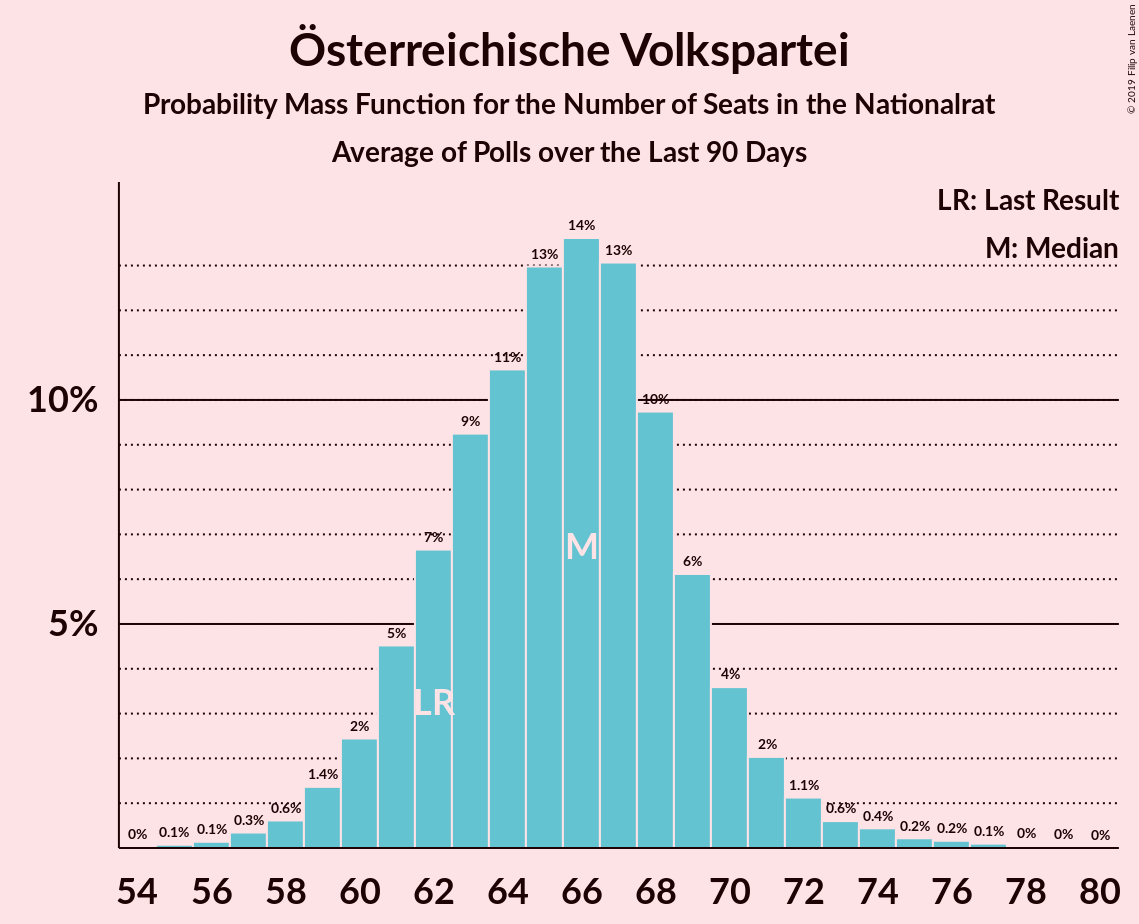 Österreichische Volkspartei
Probability Mass Function for the Number of Seats in the Nationalrat
Average of Polls over the Last 90 Days
© 2019 Filip van Laenen
LR: Last Result
M: Median
10%
5%
0% 0.1% 0.1% 0.3% 0.6% 1.4% 2% 5% 7% 9% 11% 13% 14% 13% 10% 6% 4% 2% 1.1% 0.6% 0.4% 0.2% 0.2% 0.1% 0% 0% 0%
LR
M
54 56 58 60 62 64 66 68 70 72 74 76 78 80